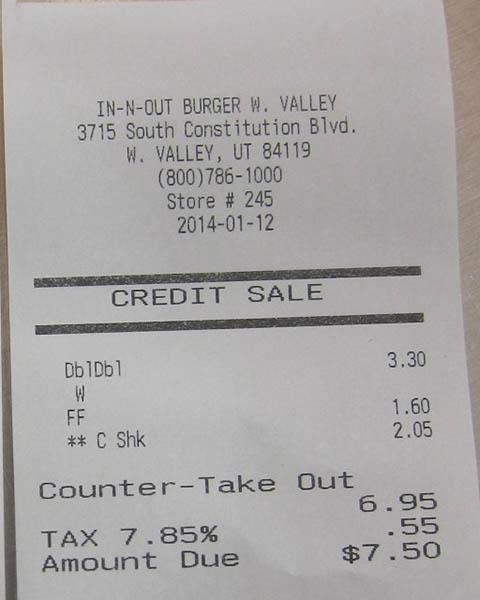 IN-N-OUT BURGER W. VALLEY
3715 South Constitution Blvd.
W. VALLEY, UT 84119
(800)786-1000
Store # 245
2014-01-12
CREDIT SALE
DblDbl 3.30
W
FF 1.60
** C Shk 2.05
Counter-Take Out
6.95
TAX 7.85% .55
Amount Due $7.50